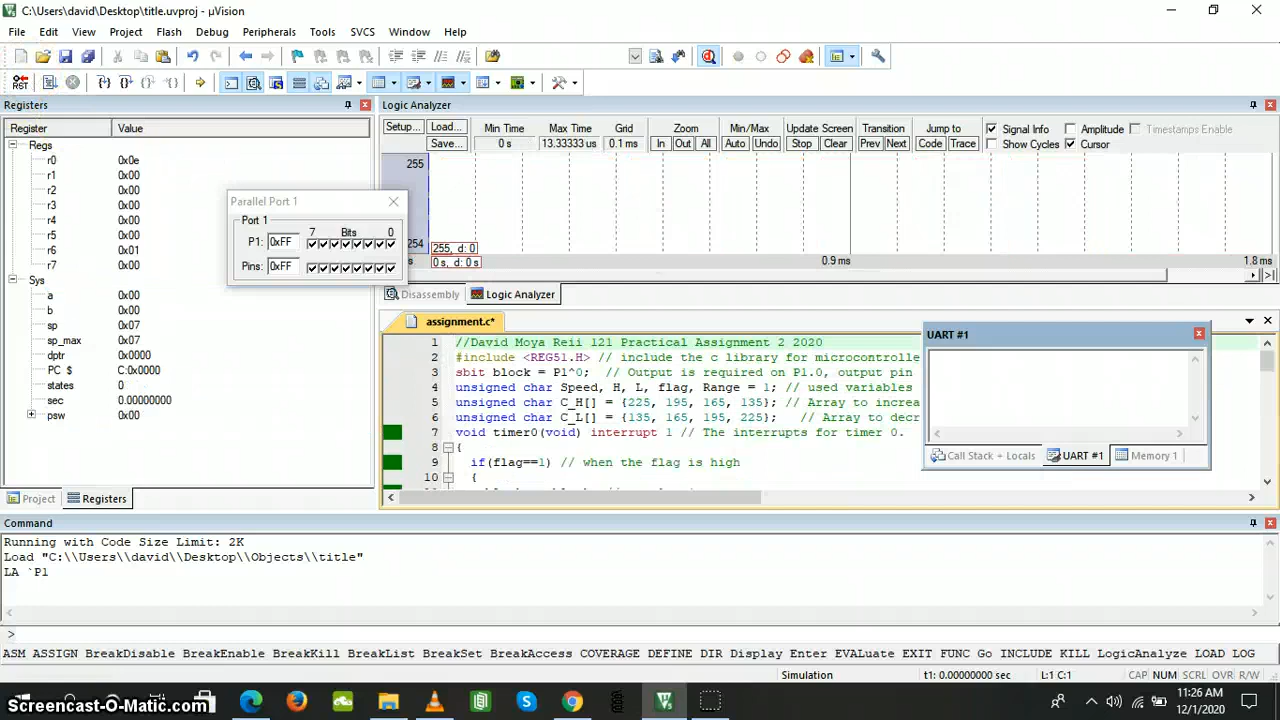 C:\Users\david\Desktop\title.uvproj - µVision
File Edit View Project Flash Debug Peripherals Tools SVCS Window Help
Registers
Register Value
Regs
r0 0x0e
r1 0x00
r2 0x00
r3 0x00
r4 0x00
r5 0x00
r6 0x01
r7 0x00
Sys
a 0x00
b 0x00
sp 0x07
sp_max 0x07
dptr 0x0000
PC $ C:0x0000
states 0
sec 0.00000000
psw 0x00
Project Registers
Parallel Port 1
Port 1
7 Bits 0
P1: 0xFF
Pins: 0xFF
Logic Analyzer
Setup... Load... Min Time Max Time Grid Zoom Min/Max Update Screen Transition Jump to Signal Info Amplitude Timestamps Enable
Save... 0 s 13.33333 us 0.1 ms In Out All Auto Undo Stop Clear Prev Next Code Trace Show Cycles Cursor
255
254
255, d: 0
s 0 s, d: 0 s 0.9 ms 1.8 ms
Disassembly Logic Analyzer
assignment.c*
1 //David Moya Reii 121 Practical Assignment 2 2020
2 #include <REG51.H> // include the c library for microcontrolle
3 sbit block = P1^0; // Output is required on P1.0, output pin
4 unsigned char Speed, H, L, flag, Range = 1; // used variables
5 unsigned char C_H[] = {225, 195, 165, 135}; // Array to increa
6 unsigned char C_L[] = {135, 165, 195, 225}; // Array to decr
7 void timer0(void) interrupt 1 // The interrupts for timer 0.
8 {
9 if(flag==1) // when the flag is high
10 {
UART #1
Call Stack + Locals UART #1 Memory 1
Command
Running with Code Size Limit: 2K
Load "C:\\Users\\david\\Desktop\\Objects\\title"
LA `P1
>
ASM ASSIGN BreakDisable BreakEnable BreakKill BreakList BreakSet BreakAccess COVERAGE DEFINE DIR Display Enter EVALuate EXIT FUNC Go INCLUDE KILL LogicAnalyze LOAD LOG
Simulation t1: 0.00000000 sec L:1 C:1 CAP NUM SCRL OVR R/W
Screencast-O-Matic.com
11:26 AM
12/1/2020